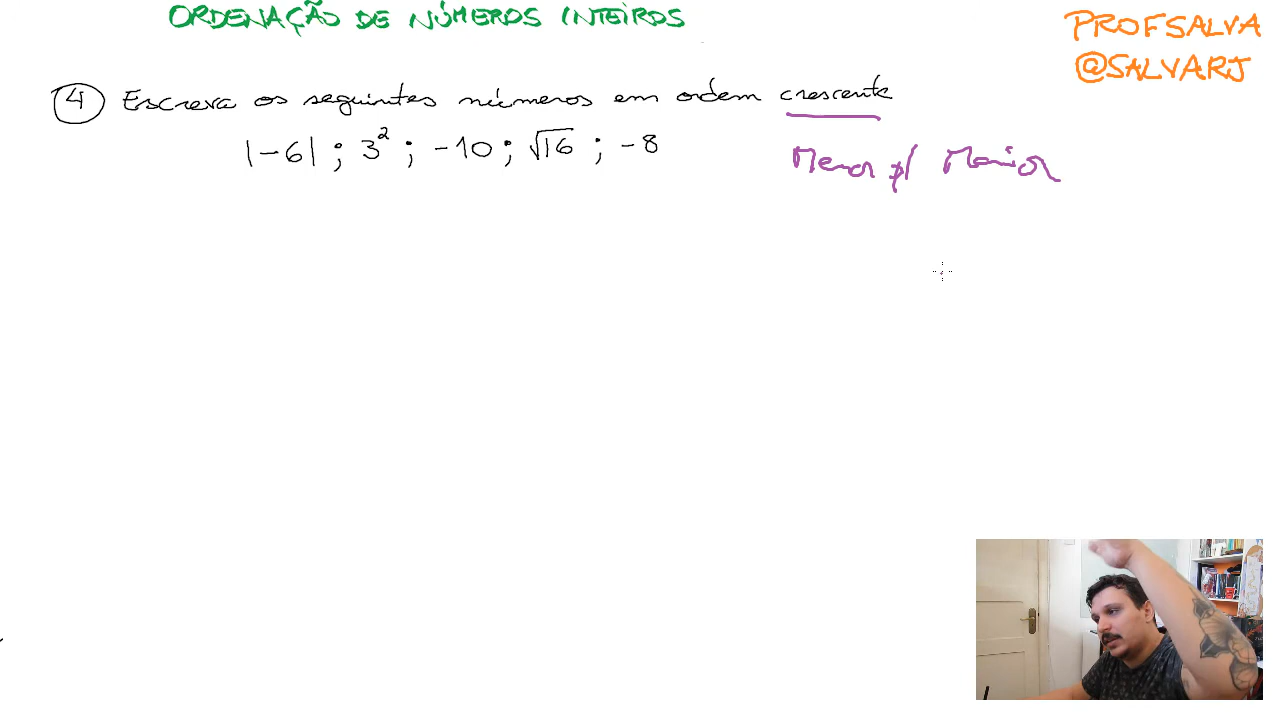 ORDENAÇÃO DE NÚMEROS INTEIROS
PROFSALVA
@SALVARJ
4 Escreva os seguintes números em ordem crescente
|-6| ; 3² ; -10 ; √16 ; -8
Menor p/ Maior